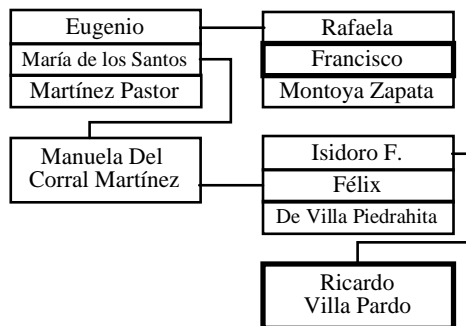 Eugenio
María de los Santos
Martínez Pastor
Rafaela
Francisco
Montoya Zapata
Manuela Del
Corral Martínez
Isidoro F.
Félix
De Villa Piedrahita
Ricardo
Villa Pardo